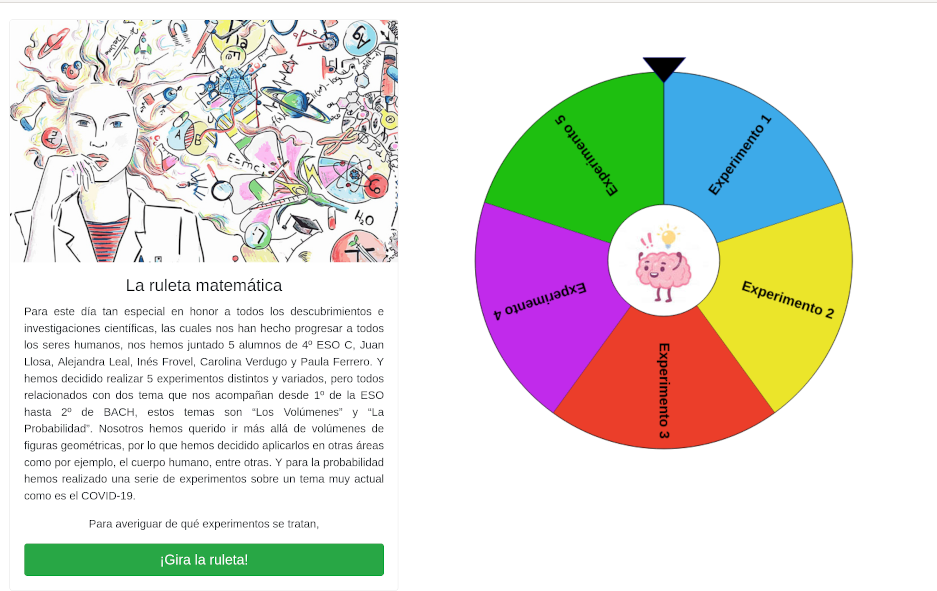 E=mc²
H₂O
A
B
La ruleta matemática
Para este día tan especial en honor a todos los descubrimientos e
investigaciones científicas, las cuales nos han hecho progresar a todos
los seres humanos, nos hemos juntado 5 alumnos de 4º ESO C, Juan
Llosa, Alejandra Leal, Inés Frovel, Carolina Verdugo y Paula Ferrero. Y
hemos decidido realizar 5 experimentos distintos y variados, pero todos
relacionados con dos tema que nos acompañan desde 1º de la ESO
hasta 2º de BACH, estos temas son “Los Volúmenes” y “La
Probabilidad”. Nosotros hemos querido ir más allá de volúmenes de
figuras geométricas, por lo que hemos decidido aplicarlos en otras áreas
como por ejemplo, el cuerpo humano, entre otras. Y para la probabilidad
hemos realizado una serie de experimentos sobre un tema muy actual
como es el COVID-19.
Para averiguar de qué experimentos se tratan,
¡Gira la ruleta!
Experimento 1
Experimento 2
Experimento 3
Experimento 4
Experimento 5